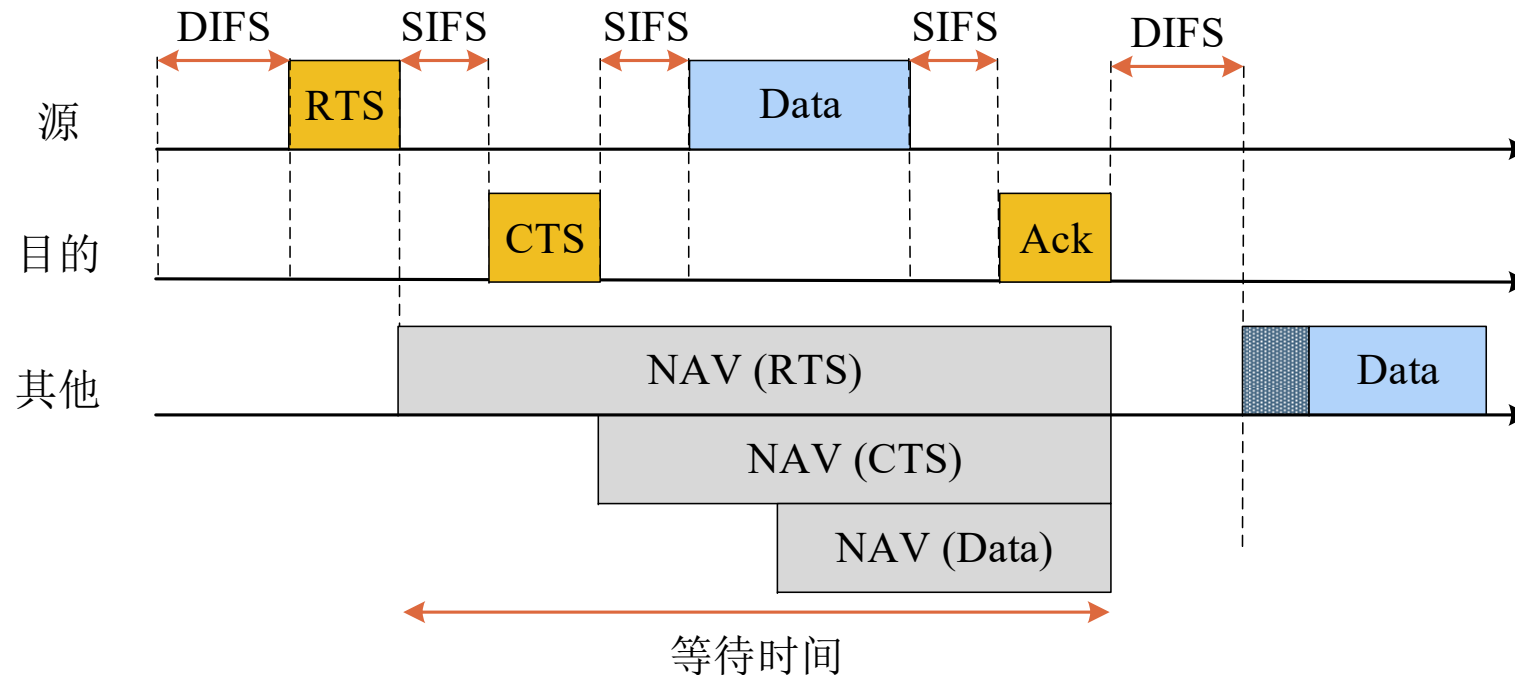 DIFS
SIFS
SIFS
SIFS
DIFS
源
RTS
Data
目的
CTS
Ack
其他
NAV (RTS)
Data
NAV (CTS)
NAV (Data)
等待时间